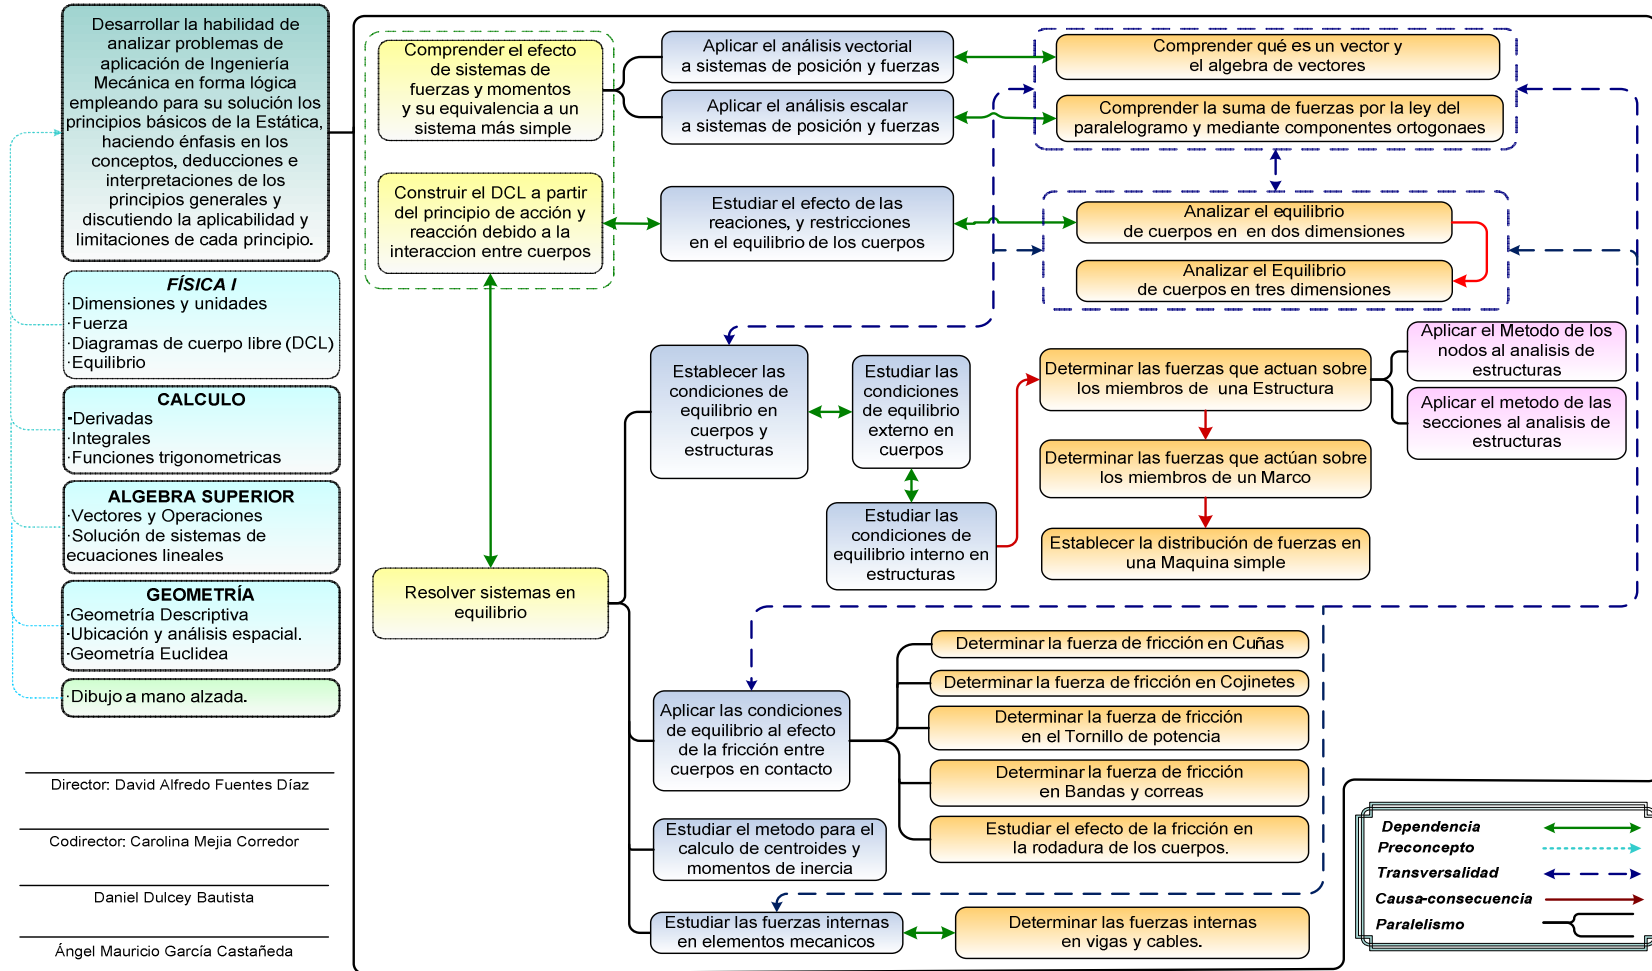 Desarrollar la habilidad de
analizar problemas de
aplicación de Ingeniería
Mecánica en forma lógica
empleando para su solución los
principios básicos de la Estática,
haciendo énfasis en los
conceptos, deducciones e
interpretaciones de los
principios generales y
discutiendo la aplicabilidad y
limitaciones de cada principio.
FÍSICA I
·Dimensiones y unidades
·Fuerza
·Diagramas de cuerpo libre (DCL)
·Equilibrio
CALCULO
·Derivadas
·Integrales
·Funciones trigonometricas
ALGEBRA SUPERIOR
·Vectores y Operaciones
·Solución de sistemas de
ecuaciones lineales
GEOMETRÍA
·Geometría Descriptiva
·Ubicación y análisis espacial.
·Geometría Euclidea
·Dibujo a mano alzada.
Director: David Alfredo Fuentes Díaz
Codirector: Carolina Mejia Corredor
Daniel Dulcey Bautista
Ángel Mauricio García Castañeda
Comprender el efecto
de sistemas de
fuerzas y momentos
y su equivalencia a un
sistema más simple
Construir el DCL a partir
del principio de acción y
reacción debido a la
interaccion entre cuerpos
Resolver sistemas en
equilibrio
Aplicar el análisis vectorial
a sistemas de posición y fuerzas
Aplicar el análisis escalar
a sistemas de posición y fuerzas
Estudiar el efecto de las
reaciones, y restricciones
en el equilibrio de los cuerpos
Comprender qué es un vector y
el algebra de vectores
Comprender la suma de fuerzas por la ley del
paralelogramo y mediante componentes ortogonaes
Analizar el equilibrio
de cuerpos en en dos dimensiones
Analizar el Equilibrio
de cuerpos en tres dimensiones
Establecer las
condiciones de
equilibrio en
cuerpos y
estructuras
Estudiar las
condiciones
de equilibrio
externo en
cuerpos
Estudiar las
condiciones de
equilibrio interno en
estructuras
Determinar las fuerzas que actuan sobre
los miembros de una Estructura
Determinar las fuerzas que actúan sobre
los miembros de un Marco
Establecer la distribución de fuerzas en
una Maquina simple
Aplicar el Metodo de los
nodos al analisis de
estructuras
Aplicar el metodo de las
secciones al analisis de
estructuras
Aplicar las condiciones
de equilibrio al efecto
de la fricción entre
cuerpos en contacto
Determinar la fuerza de fricción en Cuñas
Determinar la fuerza de fricción en Cojinetes
Determinar la fuerza de fricción
en el Tornillo de potencia
Determinar la fuerza de fricción
en Bandas y correas
Estudiar el efecto de la fricción en
la rodadura de los cuerpos.
Estudiar el metodo para el
calculo de centroides y
momentos de inercia
Estudiar las fuerzas internas
en elementos mecanicos
Determinar las fuerzas internas
en vigas y cables.
Dependencia
Preconcepto
Transversalidad
Causa-consecuencia
Paralelismo